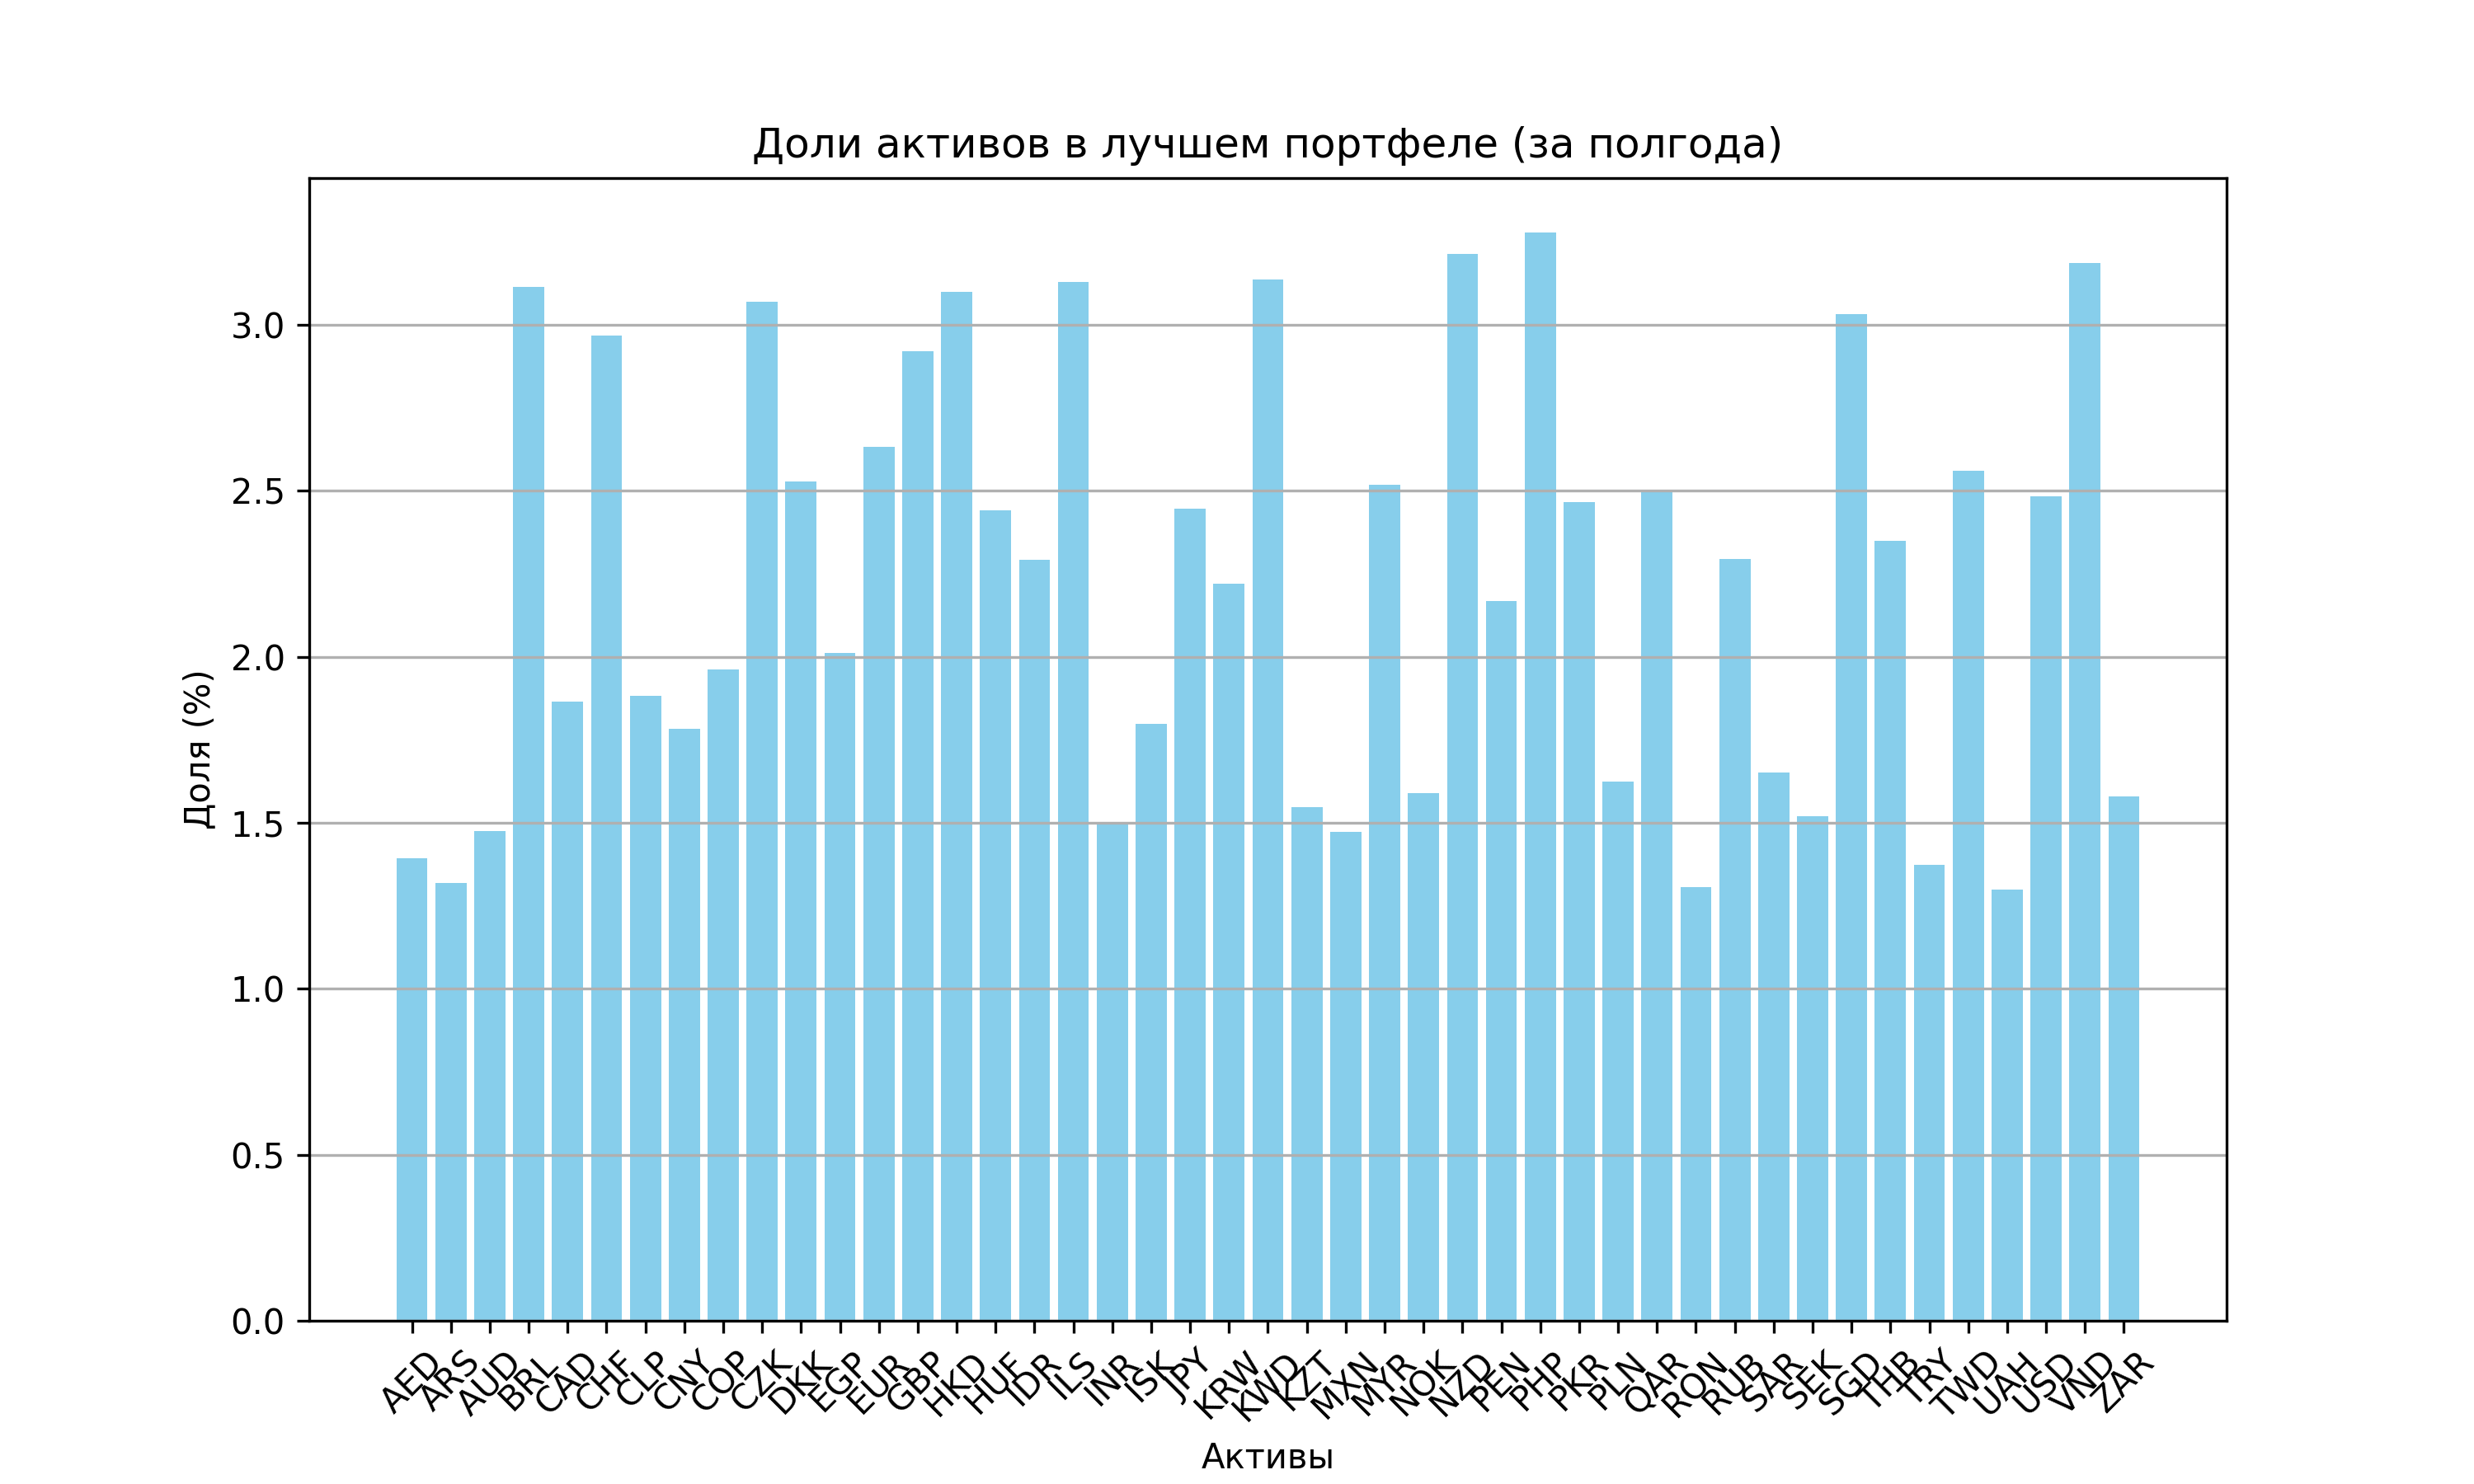 Доли активов в лучшем портфеле (за полгода)
Доля (%)
3.0
2.5
2.0
1.5
1.0
0.5
0.0
AED ARS AUD BRL CAD CHF CLP CNY COP CZK DKK EGP EUR GBP HKD HUF IDR ILS INR ISK JPY KRW KWD KZT MXN MYR NOK NZD PEN PHP PKR PLN QAR RON RUB SAR SEK SGD THB TRY TWD UAH USD VND ZAR
Активы